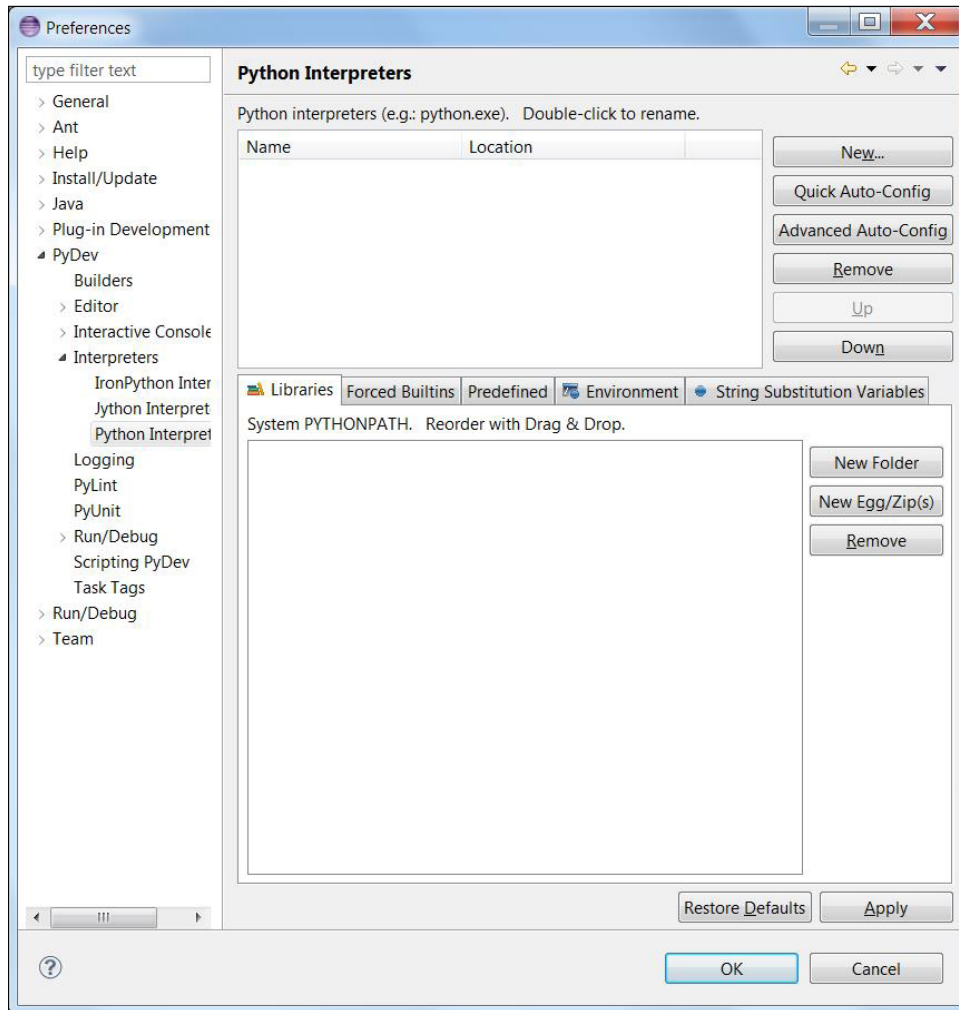 Preferences
type filter text
General
Ant
Help
Install/Update
Java
Plug-in Development
PyDev
Builders
Editor
Interactive Console
Interpreters
IronPython Inter
Jython Interpret
Python Interpret
Logging
PyLint
PyUnit
Run/Debug
Scripting PyDev
Task Tags
Run/Debug
Team
Python Interpreters
Python interpreters (e.g.: python.exe). Double-click to rename.
Name Location
New...
Quick Auto-Config
Advanced Auto-Config
Remove
Up
Down
Libraries Forced Builtins Predefined Environment String Substitution Variables
System PYTHONPATH. Reorder with Drag & Drop.
New Folder
New Egg/Zip(s)
Remove
Restore Defaults Apply
OK Cancel